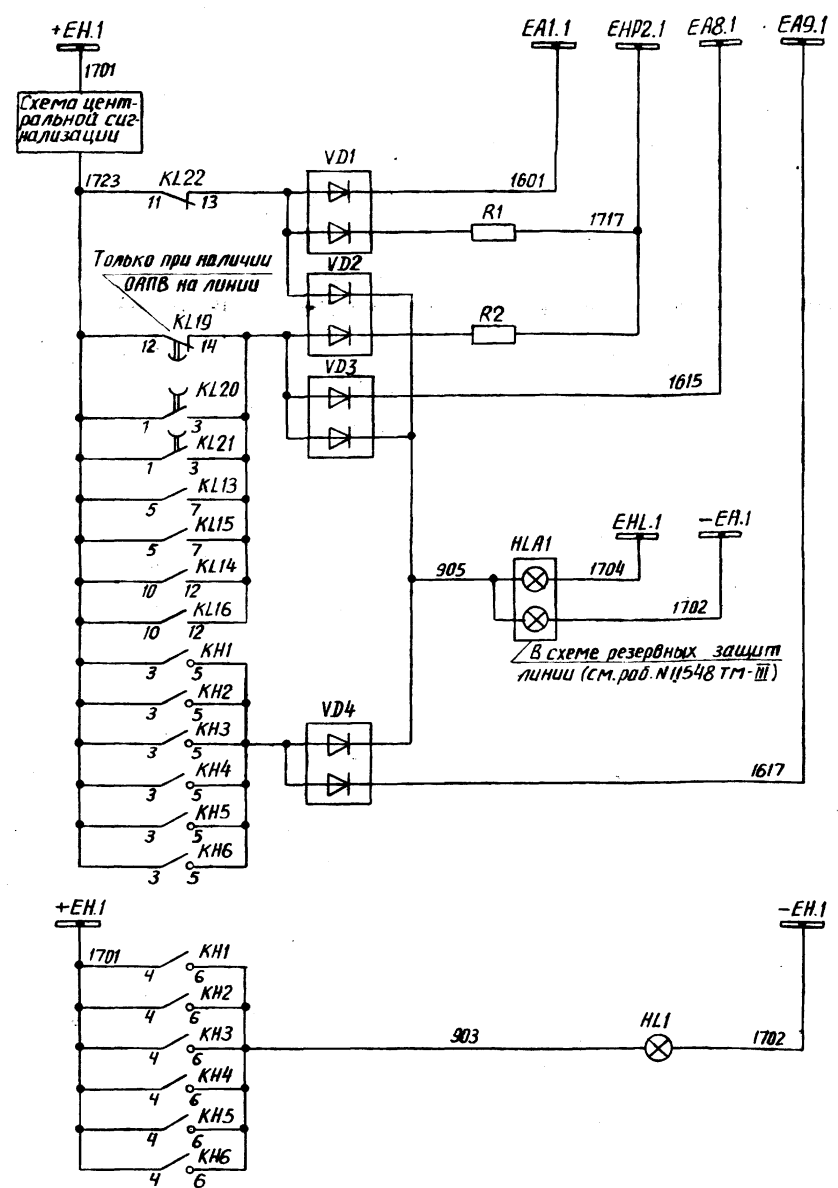 +EH.1
EA1.1
EHP2.1
EA8.1
EA9.1
1701
Схема цент-
ральной сиг-
нализации
1723
KL22
11
13
VD1
1601
R1
1717
Только при наличии
ОАПВ на линии
VD2
KL19
12
14
R2
VD3
1615
KL20
1
3
KL21
1
3
KL13
5
7
KL15
5
7
KL14
10
12
KL16
10
12
905
HLA1
EHL.1
1704
-EH.1
1702
В схеме резервных защит
линии (см. раб. N 11548 ТМ-III)
KH1
3
5
KH2
3
5
KH3
3
5
KH4
3
5
KH5
3
5
KH6
3
5
VD4
1617
+EH.1
-EH.1
1701
KH1
4
6
KH2
4
6
KH3
4
6
KH4
4
6
KH5
4
6
KH6
4
6
903
HL1
1702